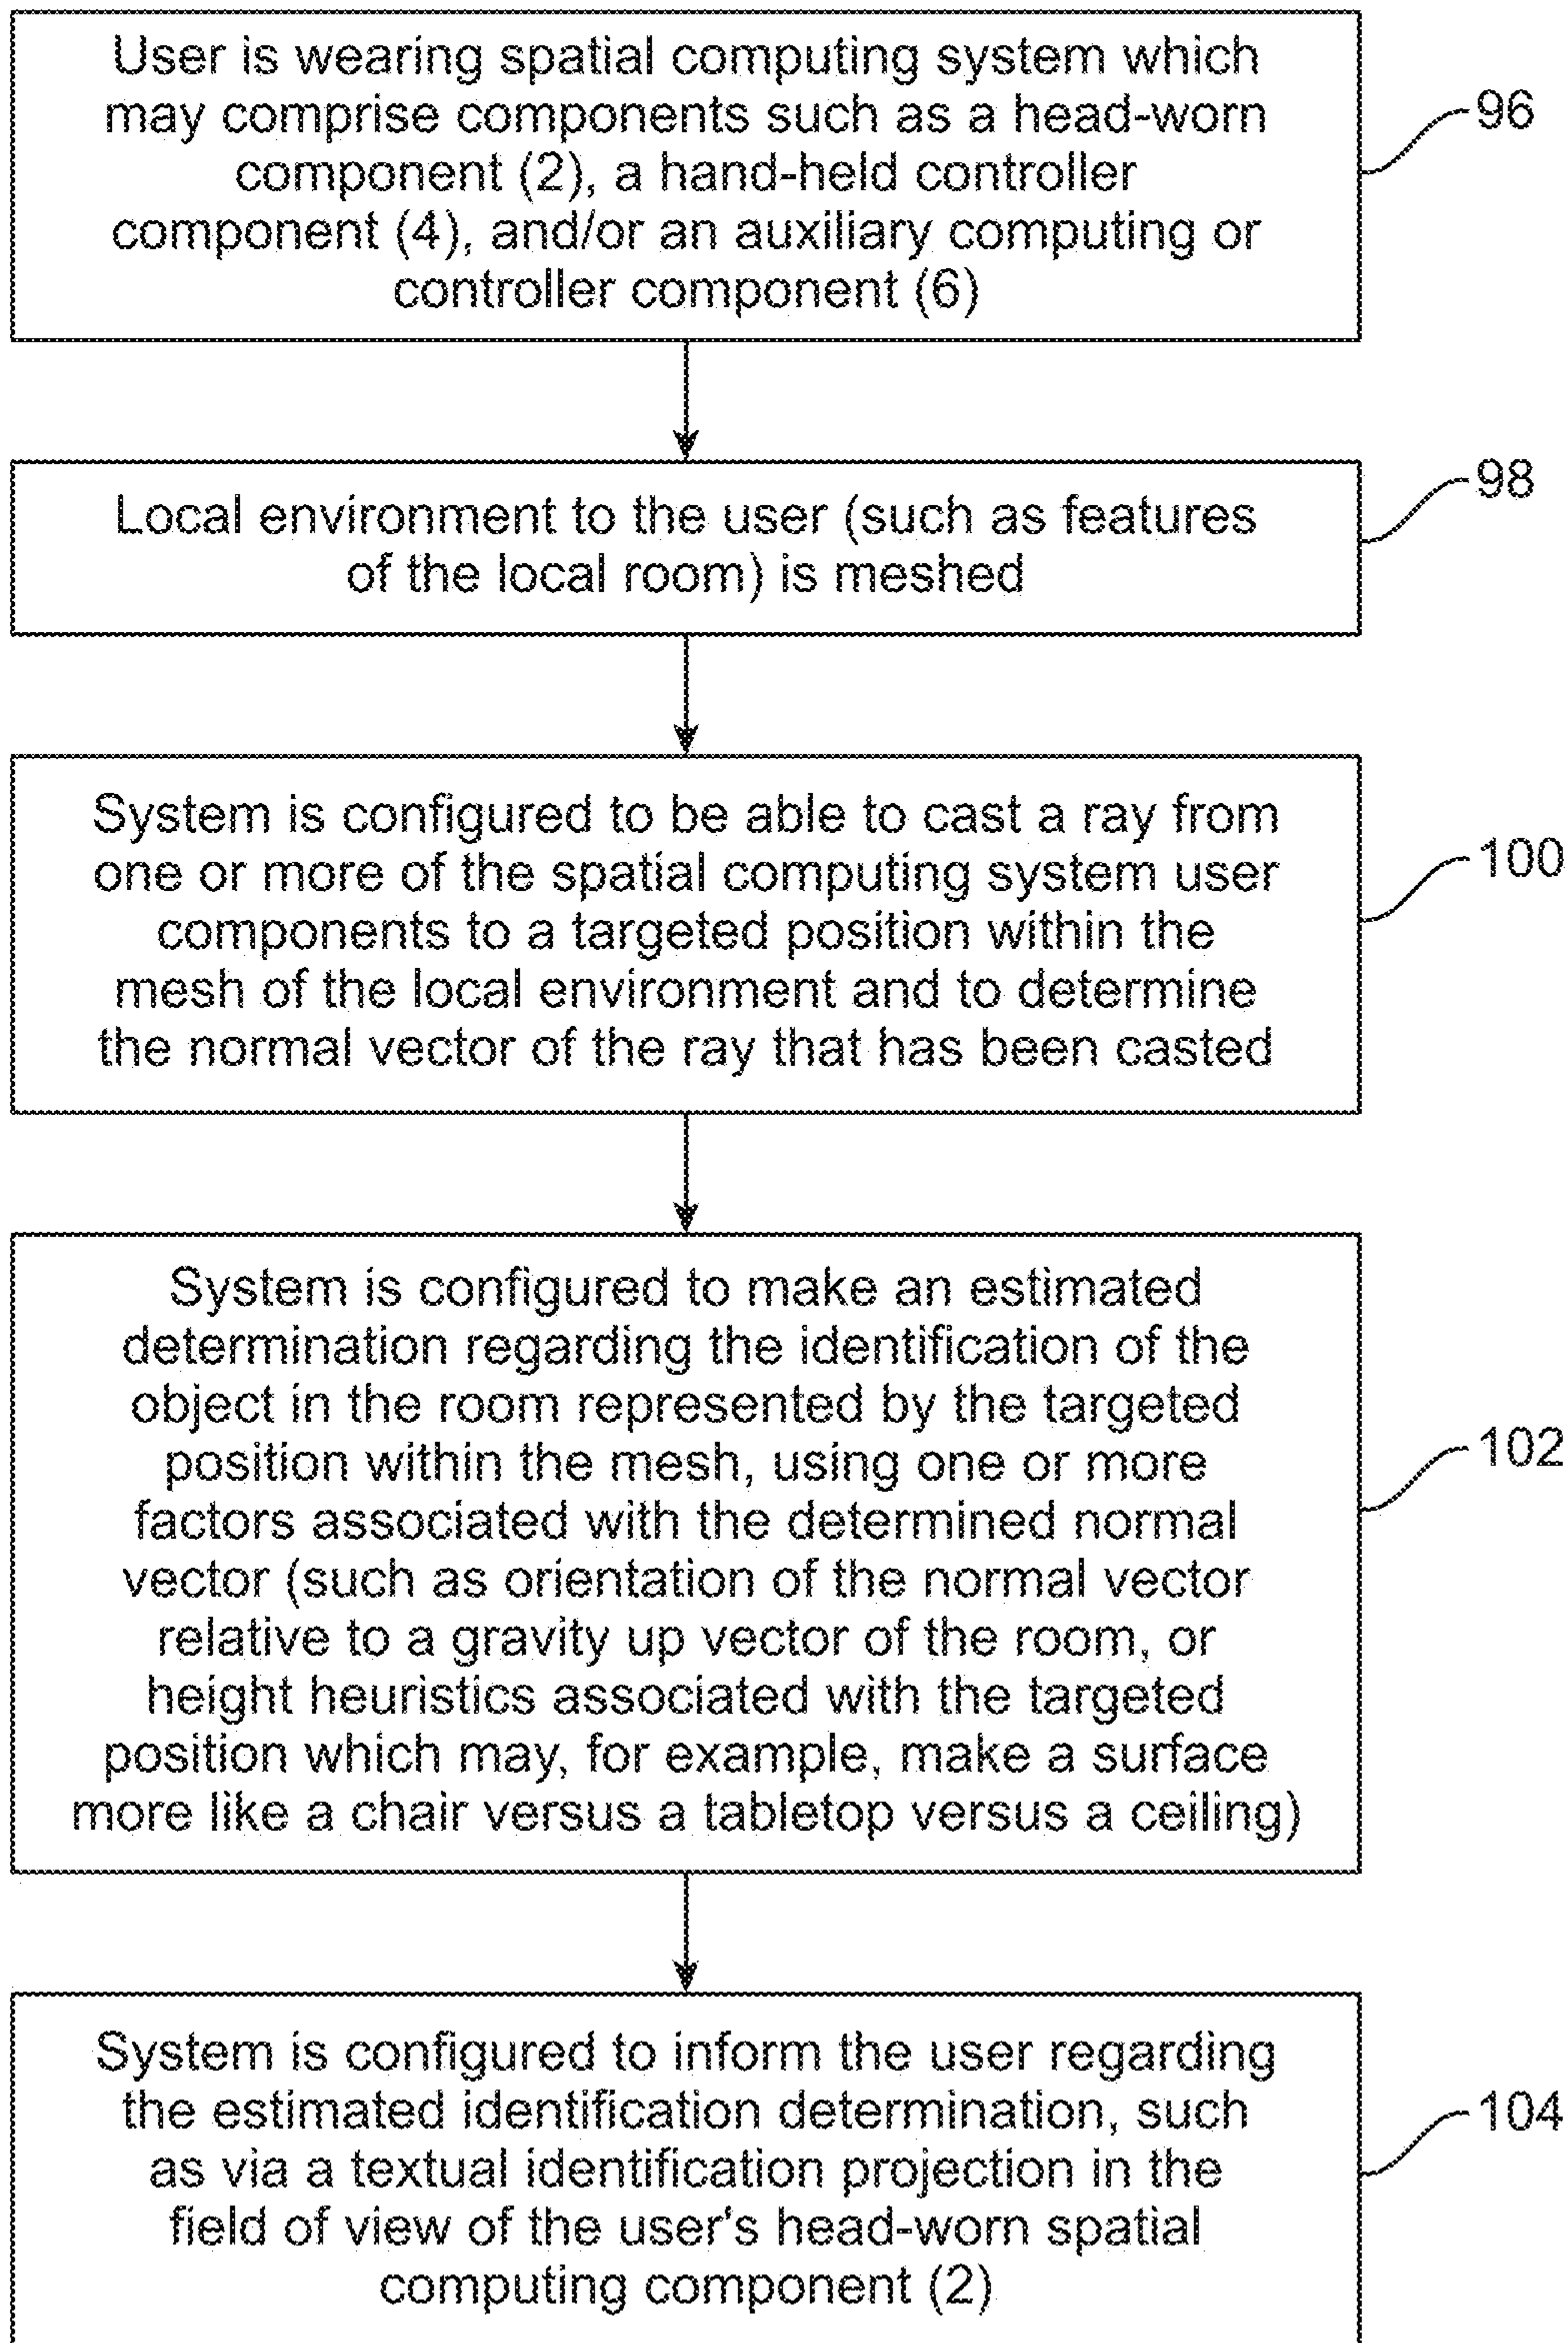 User is wearing spatial computing system which
may comprise components such as a head-worn
component (2), a hand-held controller
component (4), and/or an auxiliary computing or
controller component (6)
96
Local environment to the user (such as features
of the local room) is meshed
98
System is configured to be able to cast a ray from
one or more of the spatial computing system user
components to a targeted position within the
mesh of the local environment and to determine
the normal vector of the ray that has been casted
100
System is configured to make an estimated
determination regarding the identification of the
object in the room represented by the targeted
position within the mesh, using one or more
factors associated with the determined normal
vector (such as orientation of the normal vector
relative to a gravity up vector of the room, or
height heuristics associated with the targeted
position which may, for example, make a surface
more like a chair versus a tabletop versus a ceiling)
102
System is configured to inform the user regarding
the estimated identification determination, such
as via a textual identification projection in the
field of view of the user's head-worn spatial
computing component (2)
104